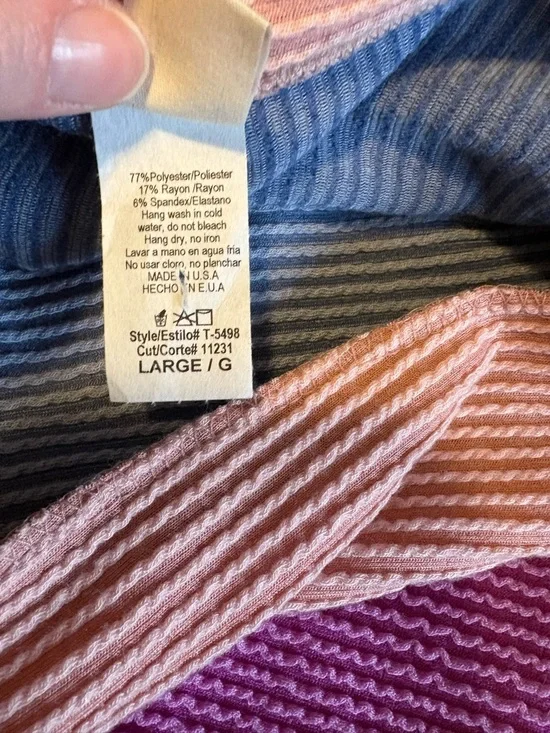 77%Polyester/Poliester
17% Rayon /Rayon
6% Spandex/Elastano
Hang wash in cold
water, do not bleach
Hang dry, no iron
Lavar a mano en agua fria
No usar cloro, no planchar
MADE IN U.S.A
HECHO EN E.U.A
Style/Estilo# T-5498
Cut/Corte# 11231
LARGE / G